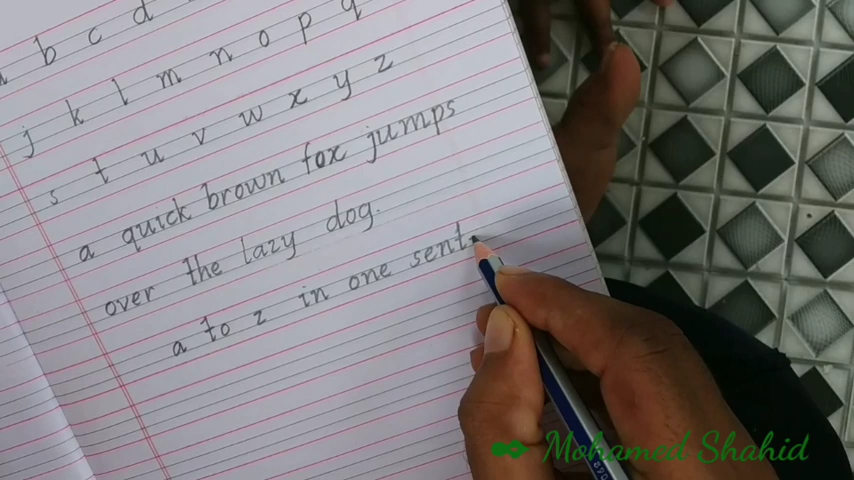 a b c d
j k l m n o p q
s t u v w x y z
a quick brown fox jumps
over the lazy dog.
a to z in one sent
Mohamed Shahid